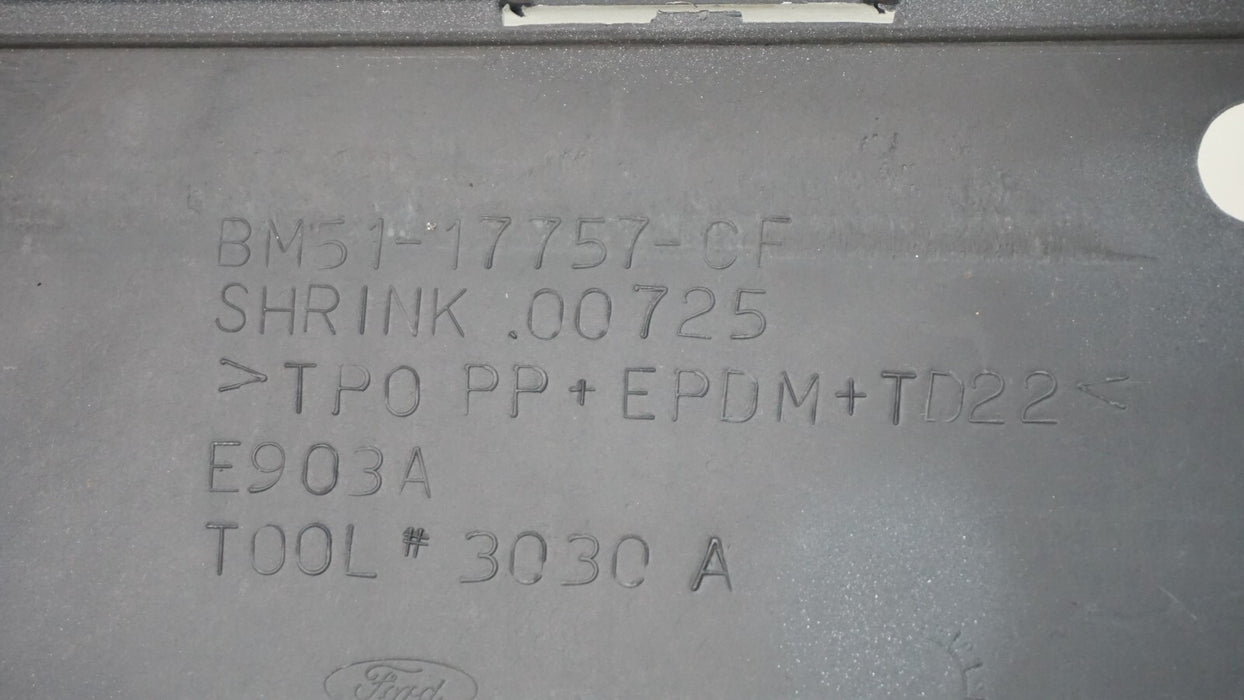 BM51-17757-CF
SHRINK .00725
>TPO PP+EPDM+TD22<
E903A
TOOL # 3030 A
Ford